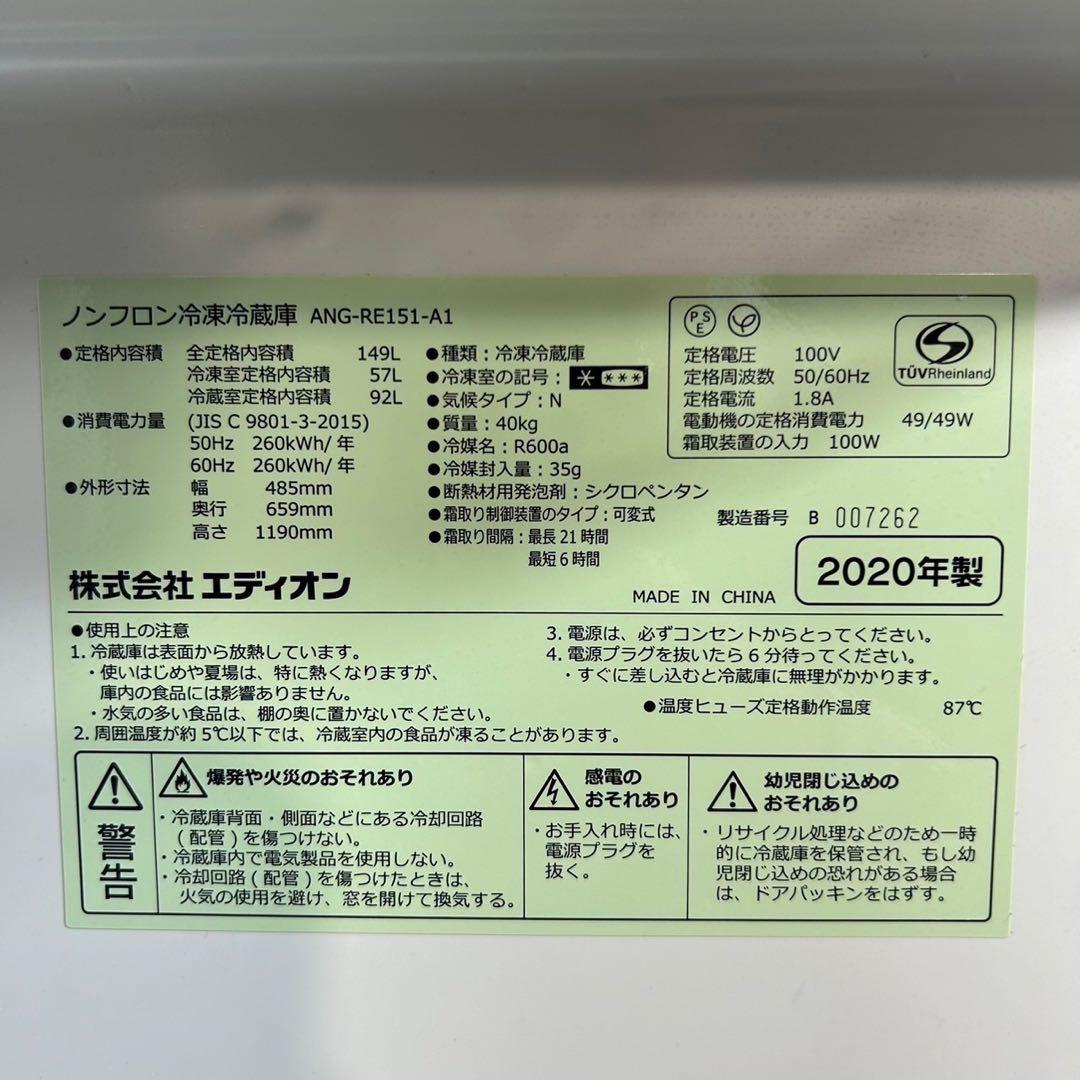 ノンフロン冷凍冷蔵庫 ANG-RE151-A1
●定格内容積 全定格内容積 149L
冷凍室定格内容積 57L
冷蔵室定格内容積 92L
●消費電力量 (JIS C 9801-3-2015)
50Hz 260kWh/年
60Hz 260kWh/年
●外形寸法 幅 485mm
奥行 659mm
高さ 1190mm
●種類：冷凍冷蔵庫
●冷凍室の記号：* ***
●気候タイプ：N
●質量：40kg
●冷媒名：R600a
●冷媒封入量：35g
●断熱材用発泡剤：シクロペンタン
●霜取り制御装置のタイプ：可変式
●霜取り間隔：最長21時間
最短6時間
PSE
定格電圧 100V
定格周波数 50/60Hz
定格電流 1.8A
電動機の定格消費電力 49/49W
霜取装置の入力 100W
TÜVRheinland
製造番号 B 007262
株式会社 エディオン
MADE IN CHINA
2020年製
●使用上の注意
1. 冷蔵庫は表面から放熱しています。
・使いはじめや夏場は、特に熱くなりますが、
庫内の食品には影響ありません。
・水気の多い食品は、棚の奥に置かないでください。
2. 周囲温度が約5℃以下では、冷蔵室内の食品が凍ることがあります。
3. 電源は、必ずコンセントからとってください。
4. 電源プラグを抜いたら6分待ってください。
・すぐに差し込むと冷蔵庫に無理がかかります。
●温度ヒューズ定格動作温度 87℃
警告
爆発や火災のおそれあり
・冷蔵庫背面・側面などにある冷却回路
(配管)を傷つけない。
・冷蔵庫内で電気製品を使用しない。
・冷却回路(配管)を傷つけたときは、
火気の使用を避け、窓を開けて換気する。
感電の
おそれあり
・お手入れ時には、
電源プラグを
抜く。
幼児閉じ込めの
おそれあり
・リサイクル処理などのため一時
的に冷蔵庫を保管され、もし幼
児閉じ込めの恐れがある場合
は、ドアパッキンをはずす。